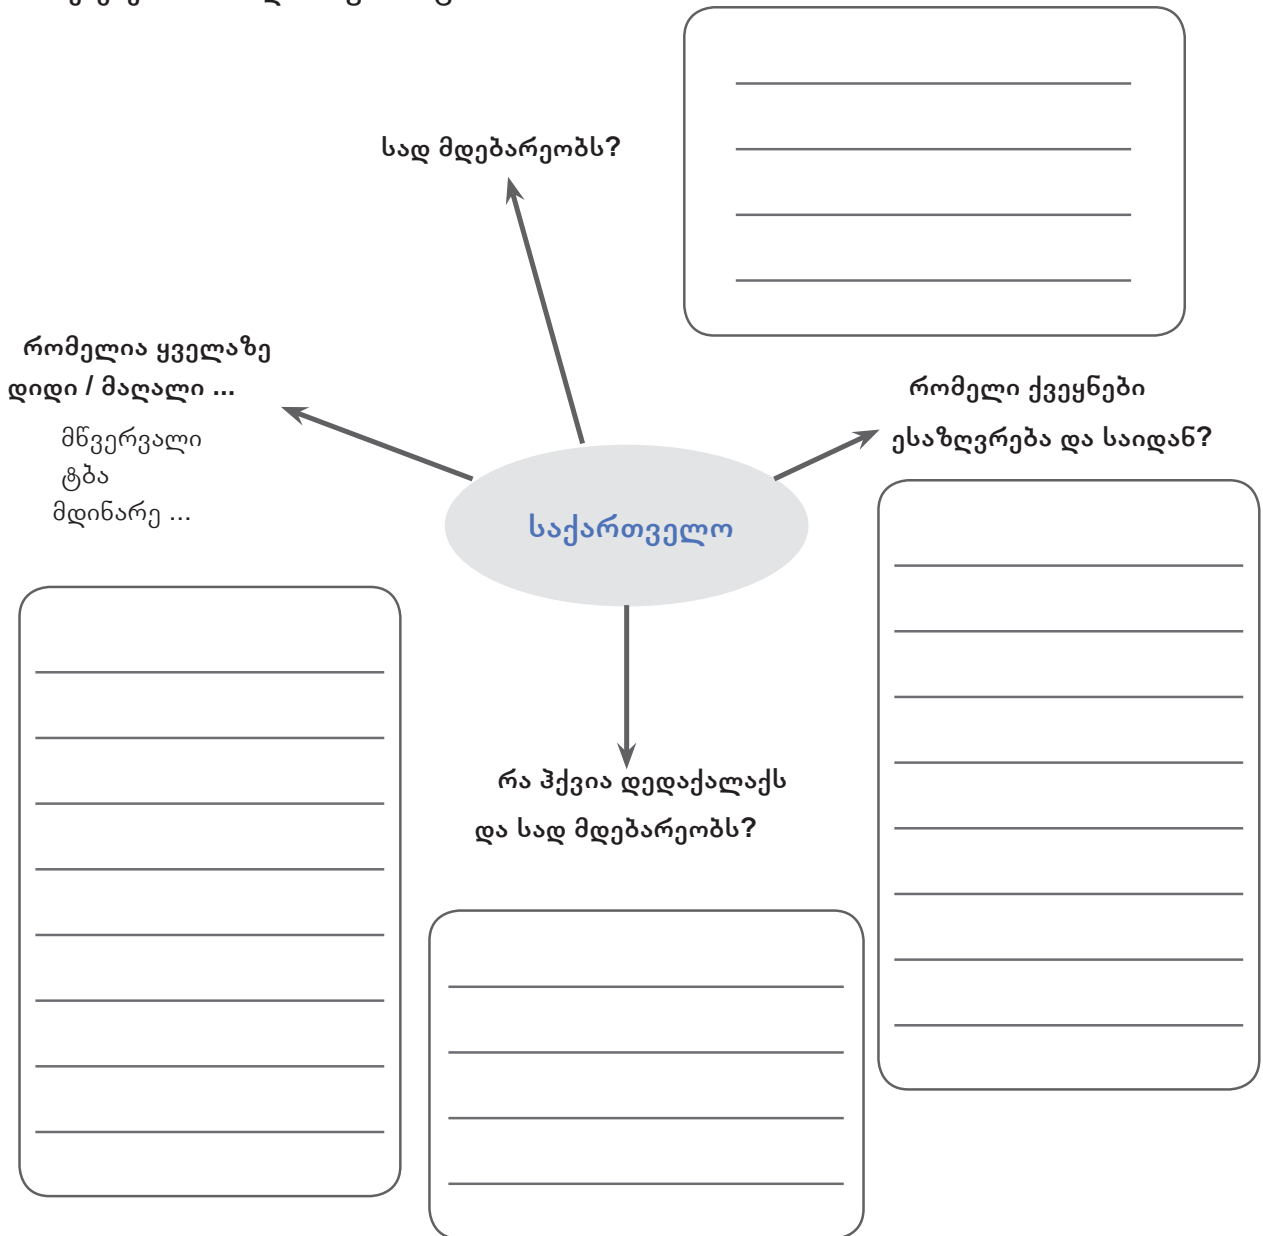 სად მდებარეობს?
რომელია ყველაზე
დიდი / მაღალი ...
მწვერვალი
ტბა
მდინარე ...
რომელი ქვეყნები
ესაზღვრება და საიდან?
საქართველო
რა ჰქვია დედაქალაქს
და სად მდებარეობს?